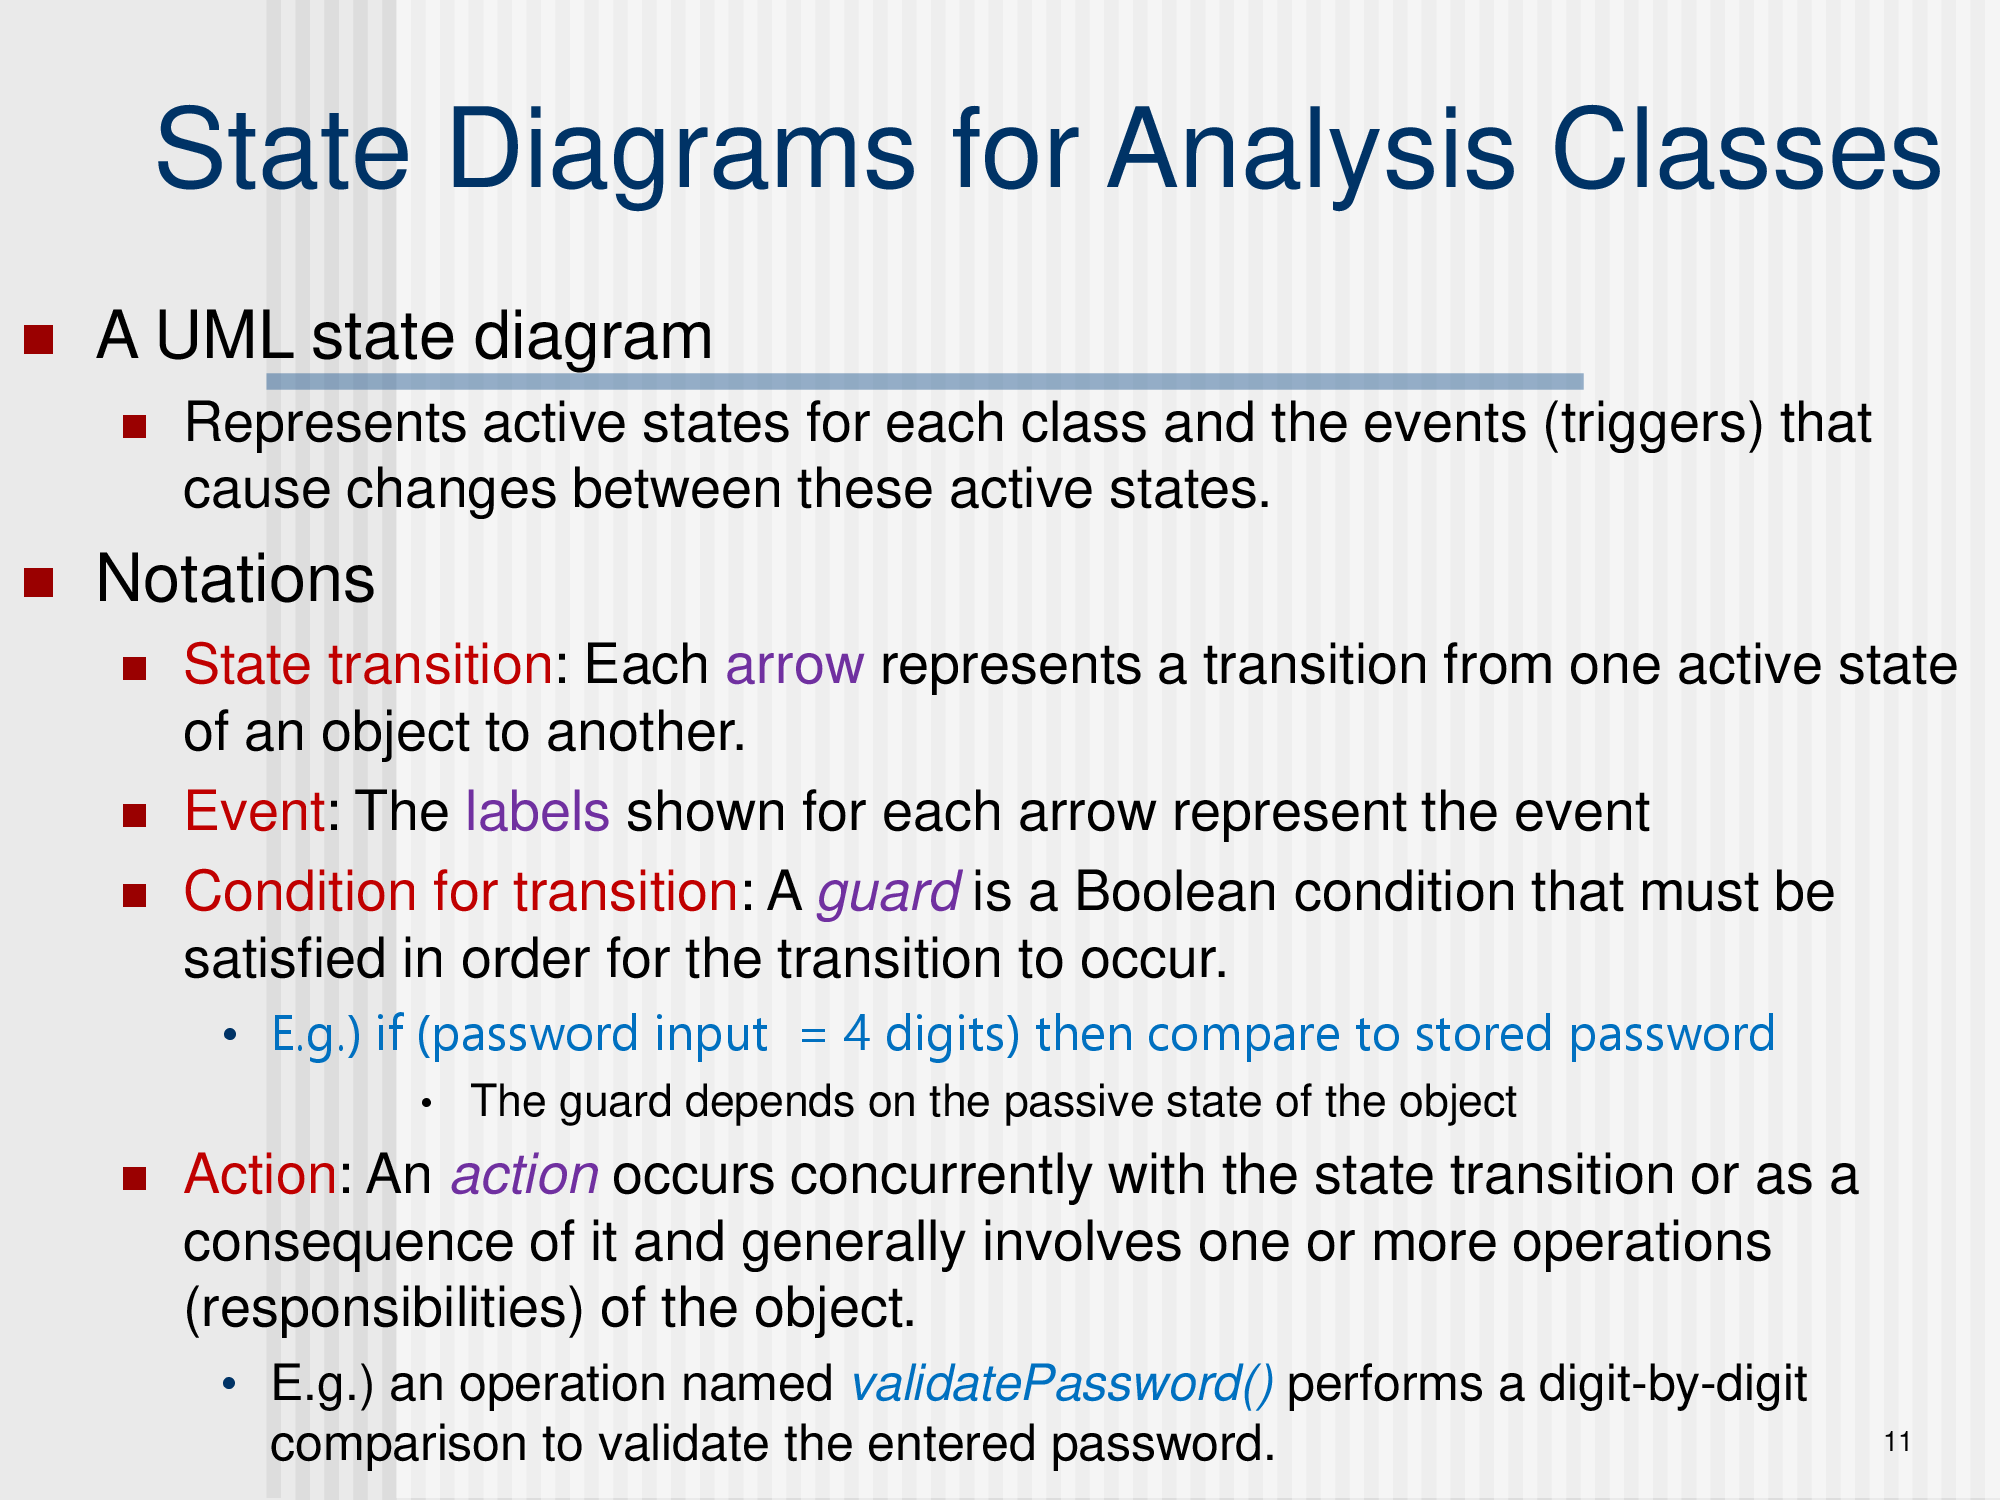 State Diagrams for Analysis Classes
A UML state diagram
Represents active states for each class and the events (triggers) that
cause changes between these active states.
Notations
State transition: Each arrow represents a transition from one active state
of an object to another.
Event: The labels shown for each arrow represent the event
Condition for transition: A guard is a Boolean condition that must be
satisfied in order for the transition to occur.
E.g.) if (password input = 4 digits) then compare to stored password
The guard depends on the passive state of the object
Action: An action occurs concurrently with the state transition or as a
consequence of it and generally involves one or more operations
(responsibilities) of the object.
E.g.) an operation named validatePassword() performs a digit-by-digit
comparison to validate the entered password.
11